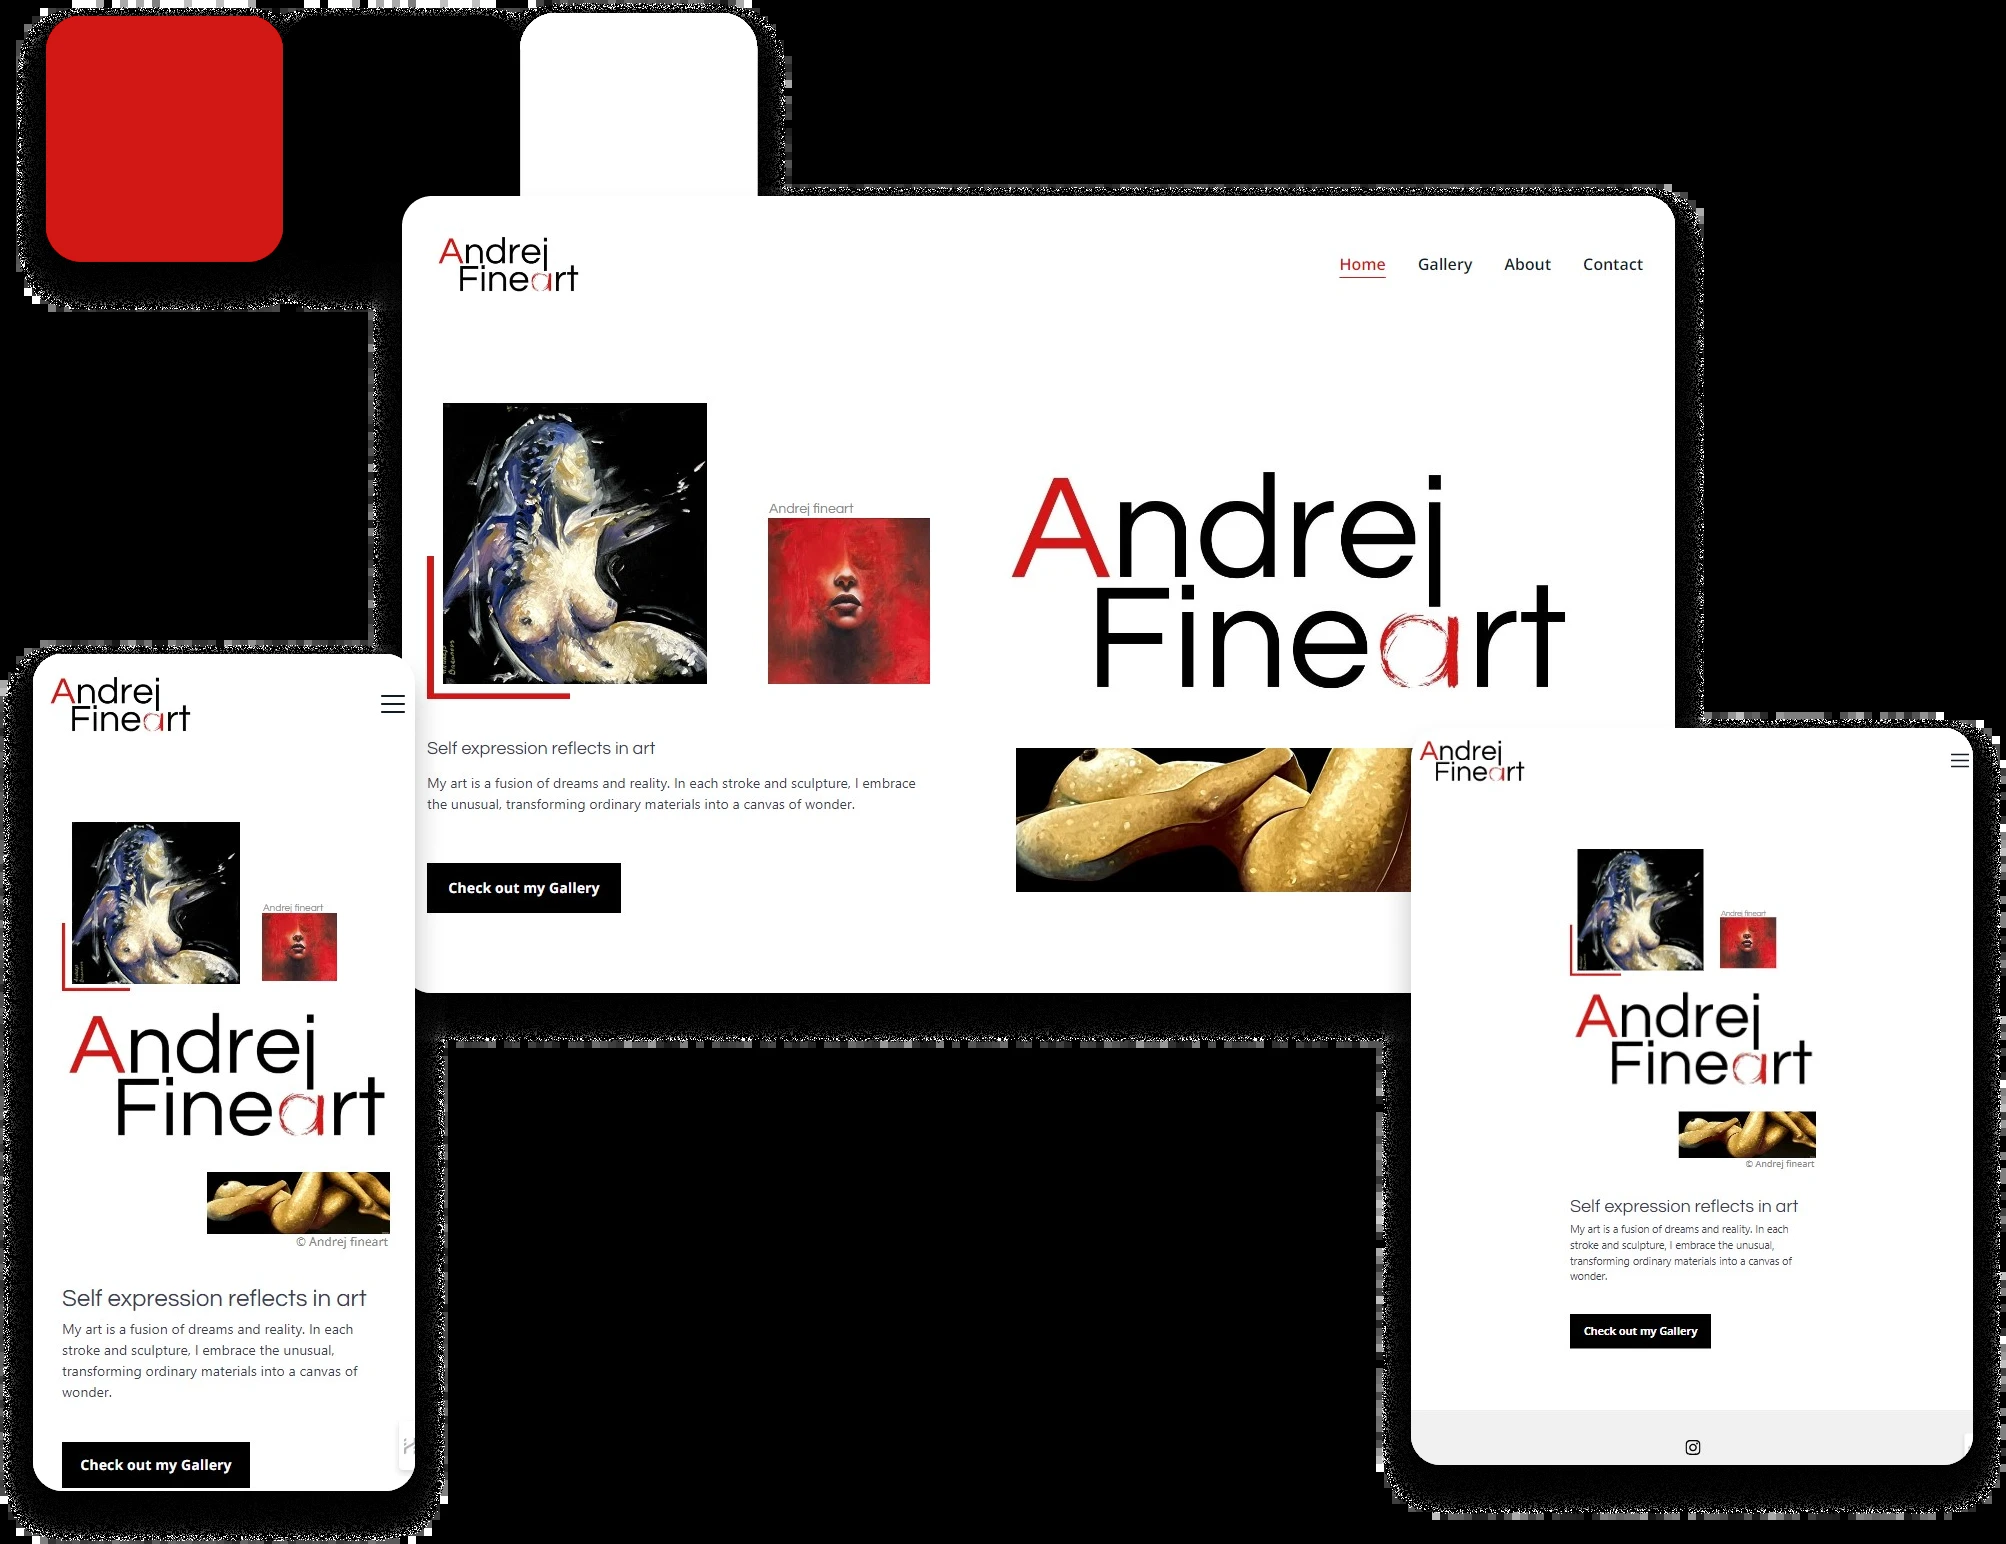 Andrej
Fineart
Home Gallery About Contact
Andrej fineart
Andrej
Fineart
Self expression reflects in art
My art is a fusion of dreams and reality. In each stroke and sculpture, I embrace
the unusual, transforming ordinary materials into a canvas of wonder.
Check out my Gallery
Andrej
Fineart
Andrej fineart
Andrej
Fineart
© Andrej fineart
Self expression reflects in art
My art is a fusion of dreams and reality. In each
stroke and sculpture, I embrace the unusual,
transforming ordinary materials into a canvas of
wonder.
Check out my Gallery
Andrej
Fineart
Andrej fineart
Andrej
Fineart
© Andrej fineart
Self expression reflects in art
My art is a fusion of dreams and reality. In each
stroke and sculpture, I embrace the unusual,
transforming ordinary materials into a canvas of
wonder.
Check out my Gallery